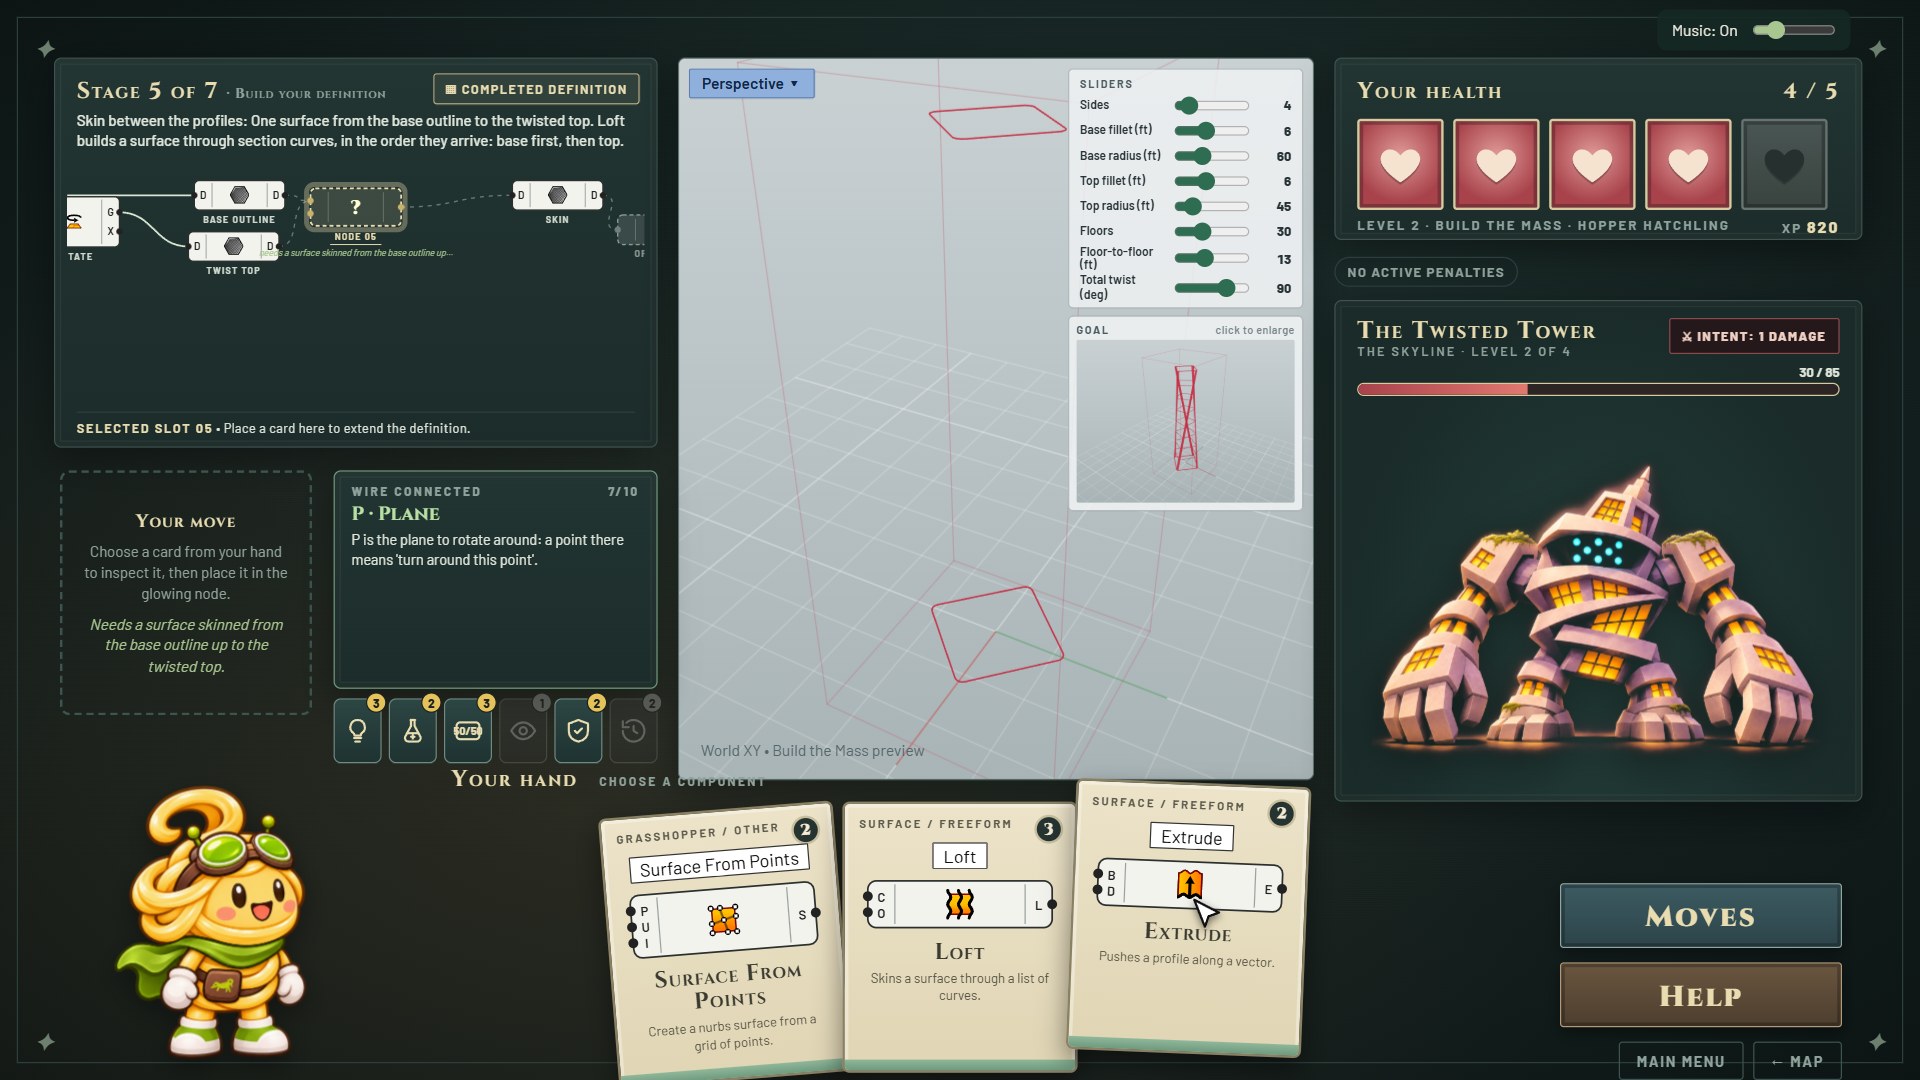 Music: On
STAGE 5 OF 7 · BUILD YOUR DEFINITION
COMPLETED DEFINITION
Skin between the profiles: One surface from the base outline to the twisted top. Loft
builds a surface through section curves, in the order they arrive: base first, then top.
D D
BASE OUTLINE
?
NODE 05
D D
SKIN
G
X
TATE
D D
TWIST TOP
a surface skinned from the base outline up to...
SELECTED SLOT 05 • Place a card here to extend the definition.
YOUR MOVE
Choose a card from your hand
to inspect it, then place it in the
glowing node.
Needs a surface skinned from
the base outline up to the
twisted top.
WIRE CONNECTED 7/10
P · PLANE
P is the plane to rotate around: a point there
means 'turn around this point'.
3 2 3 1 2 2
50/50
YOUR HAND CHOOSE A COMPONENT
Perspective ▼
SLIDERS
Sides 4
Base fillet (ft) 6
Base radius (ft) 60
Top fillet (ft) 6
Top radius (ft) 45
Floors 30
Floor-to-floor
(ft) 13
Total twist
(deg) 90
GOAL click to enlarge
World XY • Build the Mass preview
YOUR HEALTH 4 / 5
LEVEL 2 · BUILD THE MASS · HOPPER HATCHLING XP 820
NO ACTIVE PENALTIES
THE TWISTED TOWER
THE SKYLINE · LEVEL 2 OF 4
INTENT: 1 DAMAGE
30 / 85
GRASSHOPPER / OTHER 2
Surface From Points
P
U
I
S
SURFACE FROM
POINTS
Create a nurbs surface from a
grid of points.
SURFACE / FREEFORM 3
Loft
C
O
L
LOFT
Skins a surface through a list of
curves.
SURFACE / FREEFORM 2
Extrude
B
D
E
EXTRUDE
Pushes a profile along a vector.
MOVES
HELP
MAIN MENU
← MAP